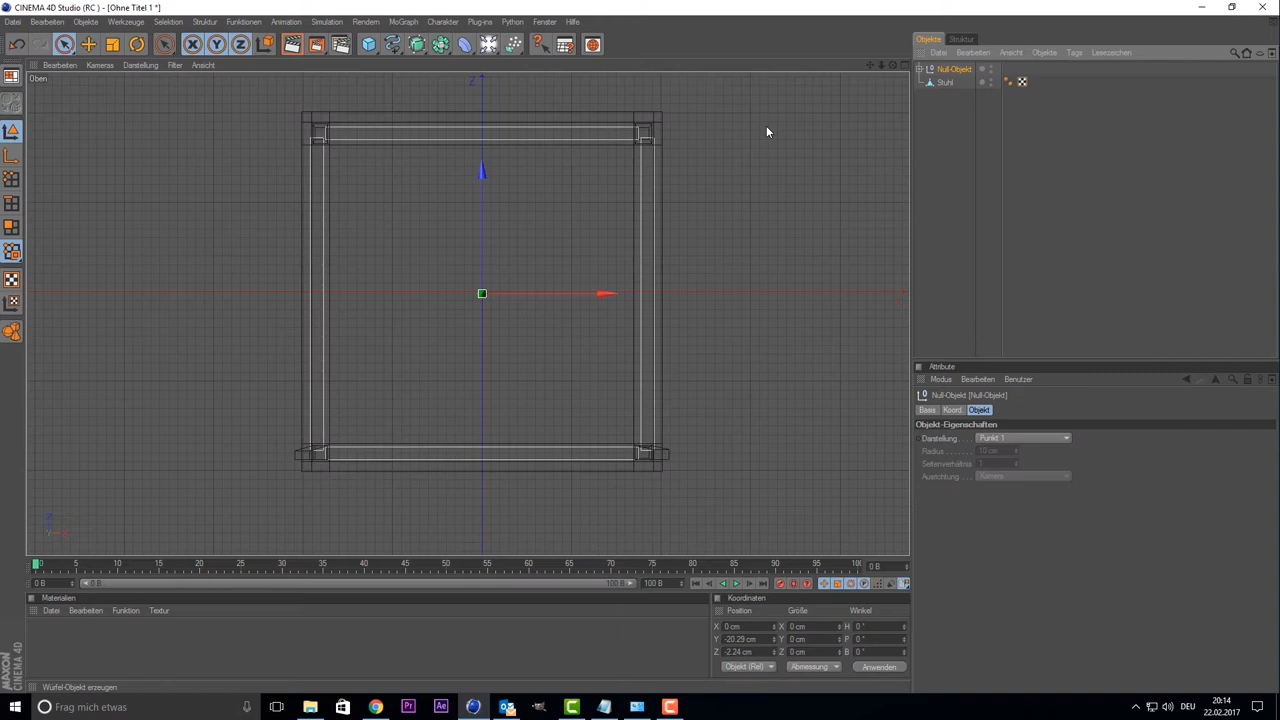 CINEMA 4D Studio (RC) - [Ohne Titel 1 *]
Datei Bearbeiten Objekte Werkzeuge Selektion Struktur Funktionen Animation Simulation Rendern MoGraph Charakter Plug-ins Python Fenster Hilfe
Objekte Struktur
Datei Bearbeiten Ansicht Objekte Tags Lesezeichen
Bearbeiten Kameras Darstellung Filter Ansicht
Oben
Z
Null-Objekt
Stuhl
Attribute
Modus Bearbeiten Benutzer
Null-Objekt [Null-Objekt]
Basis Koord. Objekt
Objekt-Eigenschaften
Darstellung Punkt 1
Radius 10 cm
Seitenverhältnis 1
Ausrichtung Kamera
Z
Y X
0 5 10 15 20 25 30 35 40 45 50 55 60 65 70 75 80 85 90 95 100
0 B
0 B 0 B 100 B 100 B
Materialien
Datei Bearbeiten Funktion Textur
Koordinaten
Position Größe Winkel
X 0 cm X 0 cm H 0 °
Y -20.29 cm Y 0 cm P 0 °
Z -2.24 cm Z 0 cm B 0 °
Objekt (Rel) Abmessung Anwenden
MAXON CINEMA 4D
Würfel-Objekt erzeugen
Frag mich etwas
DEU
20:14
22.02.2017